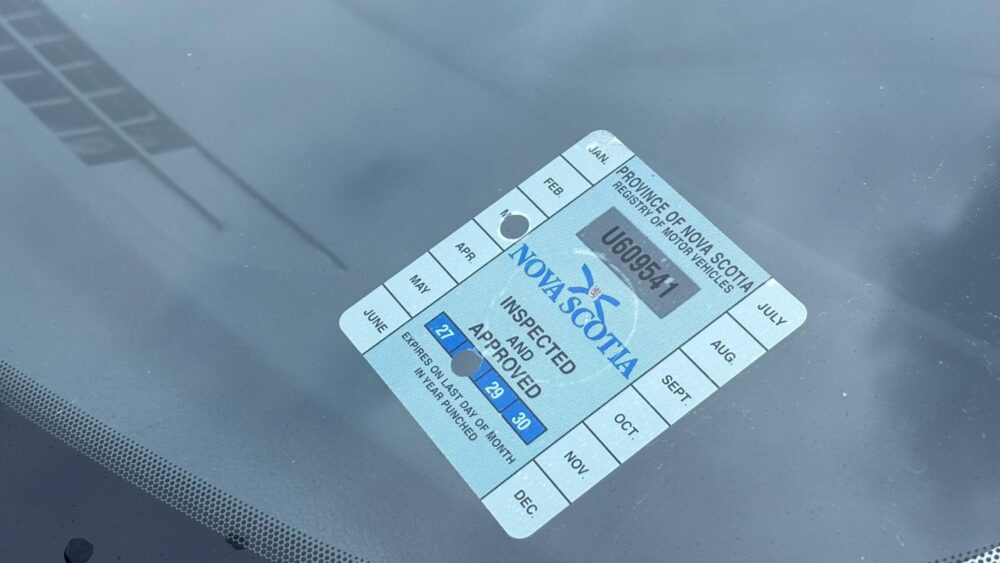 PROVINCE OF NOVA SCOTIA
REGISTRY OF MOTOR VEHICLES
U609541
NOVA SCOTIA
INSPECTED
AND
APPROVED
27 29 30
EXPIRES ON LAST DAY OF MONTH
IN YEAR PUNCHED
JAN.
FEB
M
APR.
MAY
JUNE
JULY
AUG.
SEPT.
OCT.
NOV.
DEC.